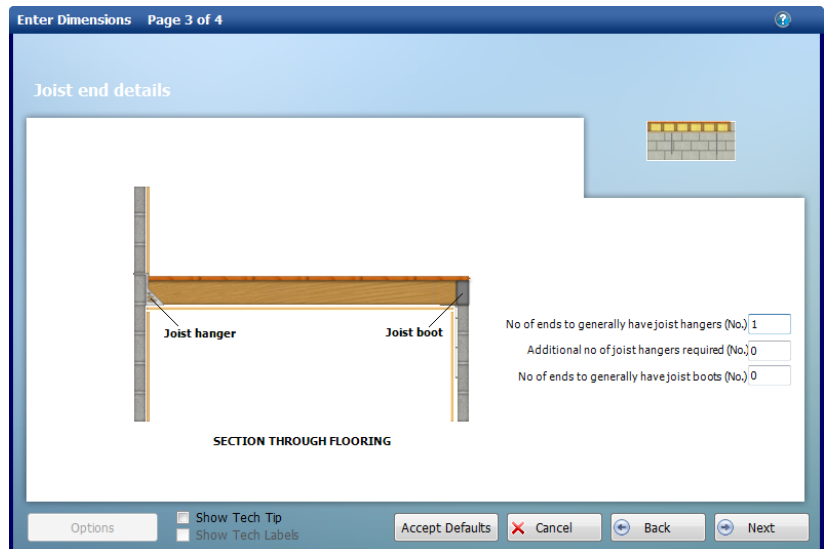 Enter Dimensions Page 3 of 4
?
Joist end details
Joist hanger
Joist boot
SECTION THROUGH FLOORING
No of ends to generally have joist hangers (No.) 1
Additional no of joist hangers required (No.) 0
No of ends to generally have joist boots (No.) 0
Options
Show Tech Tip
Show Tech Labels
Accept Defaults
Cancel
Back
Next